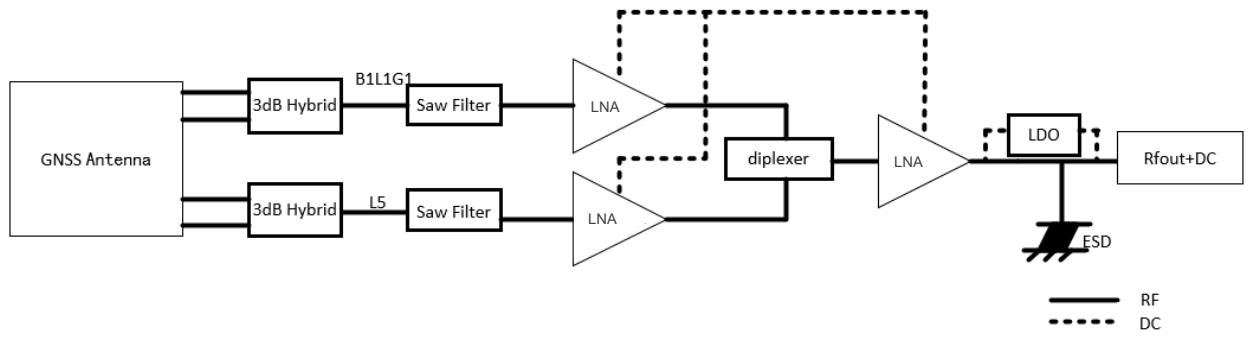 GNSS Antenna
3dB Hybrid
B1L1G1
Saw Filter
LNA
3dB Hybrid
L5
Saw Filter
LNA
diplexer
LNA
LDO
Rfout+DC
ESD
RF
DC